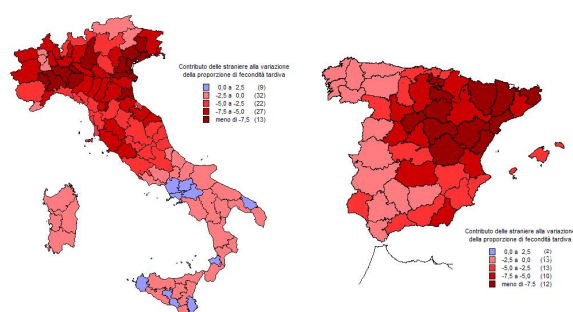 Contributo delle straniere alla variazione
della proporzione di fecondità tardiva
0,0 a 2,5 (9)
-2,5 a 0,0 (32)
-5,0 a -2,5 (22)
-7,5 a -5,0 (27)
meno di -7,5 (13)
Contributo delle straniere alla variazione
della proporzione di fecondità tardiva
0,0 a 2,5 (2)
-2,5 a 0,0 (13)
-5,0 a -2,5 (13)
-7,5 a -5,0 (10)
meno di -7,5 (12)